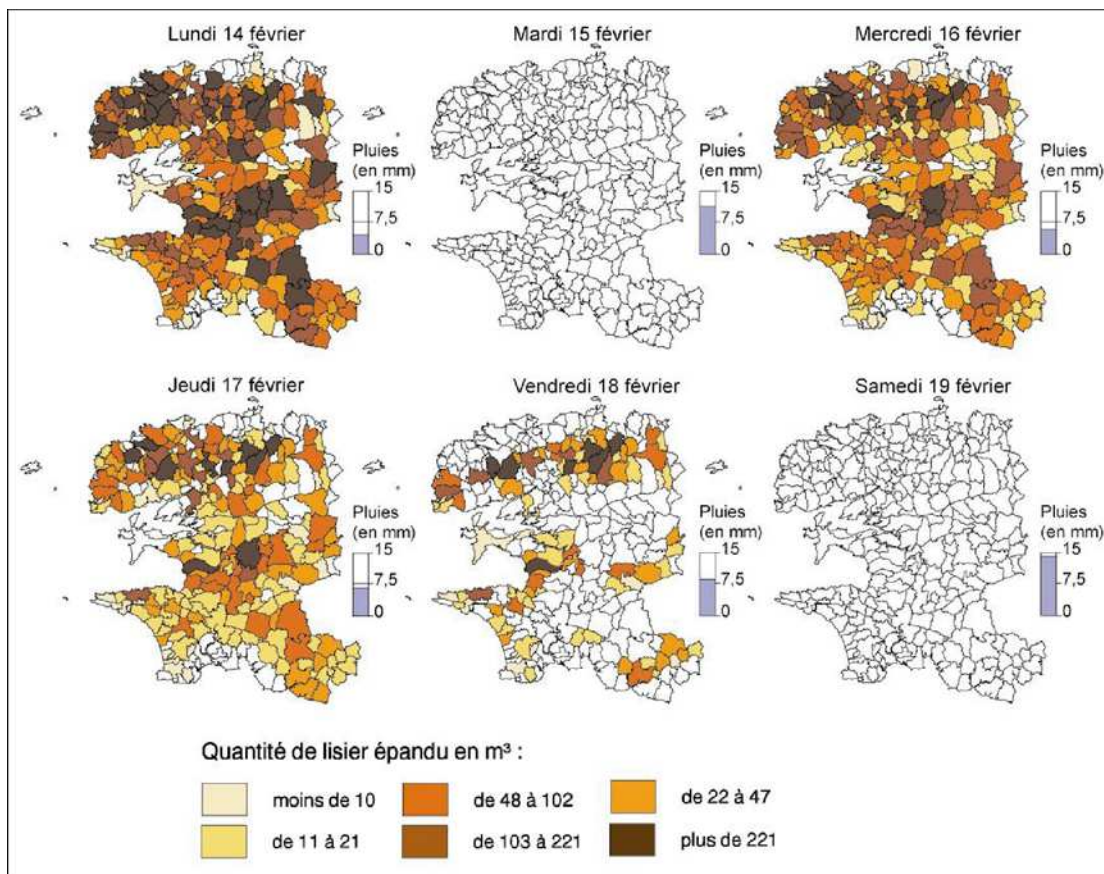 Lundi 14 février
Mardi 15 février
Mercredi 16 février
Pluies
(en mm)
15
7,5
0
Pluies
(en mm)
15
7,5
0
Pluies
(en mm)
15
7,5
0
Jeudi 17 février
Vendredi 18 février
Samedi 19 février
Pluies
(en mm)
15
7,5
0
Pluies
(en mm)
15
7,5
0
Pluies
(en mm)
15
7,5
0
Quantité de lisier épandu en m³ :
moins de 10
de 48 à 102
de 22 à 47
de 11 à 21
de 103 à 221
plus de 221